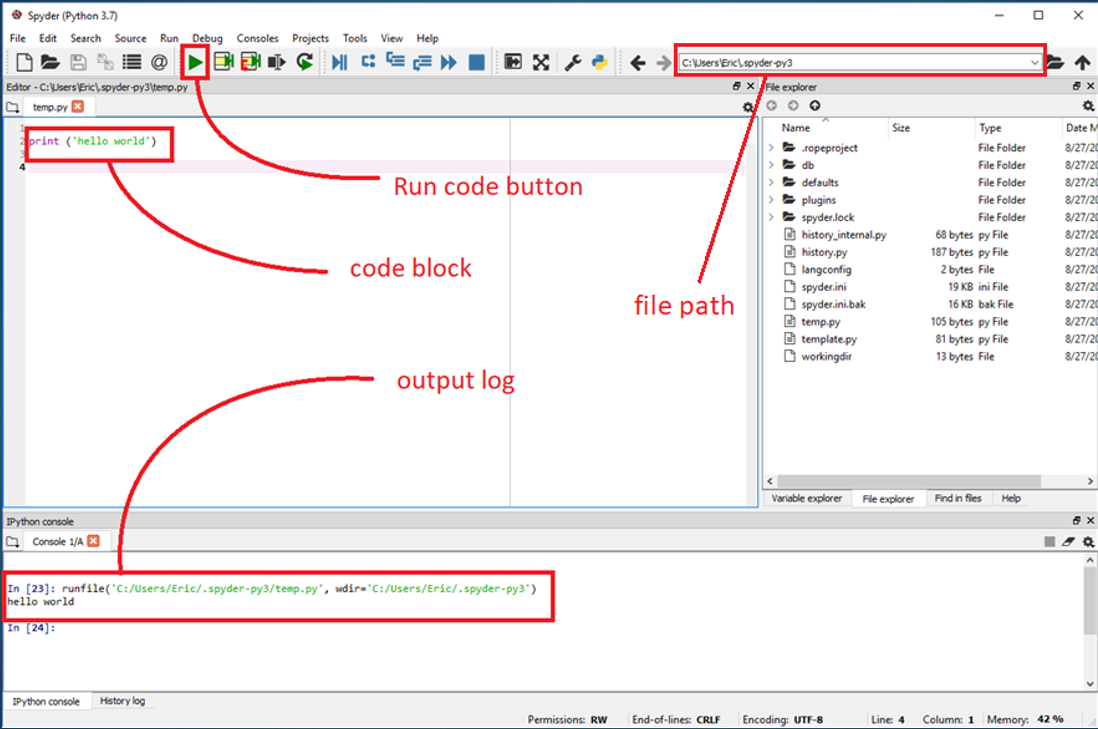 Spyder (Python 3.7)
File Edit Search Source Run Debug Consoles Projects Tools View Help
C:\Users\Eric\.spyder-py3
Editor - C:\Users\Eric\.spyder-py3\temp.py
temp.py
1
2 print ('hello world')
3
4
Run code button
code block
file path
output log
File explorer
Name Size Type Date M
.ropeproject File Folder 8/27/20
db File Folder 8/27/20
defaults File Folder 8/27/20
plugins File Folder 8/27/20
spyder.lock File Folder 8/27/20
history_internal.py 68 bytes py File 8/27/20
history.py 187 bytes py File 8/27/20
langconfig 2 bytes File 8/27/20
spyder.ini 19 KB ini File 8/27/20
spyder.ini.bak 16 KB bak File 8/27/20
temp.py 105 bytes py File 8/27/20
template.py 81 bytes py File 8/27/20
workingdir 13 bytes File 8/27/20
Variable explorer File explorer Find in files Help
IPython console
Console 1/A
In [23]: runfile('C:/Users/Eric/.spyder-py3/temp.py', wdir='C:/Users/Eric/.spyder-py3')
hello world
In [24]:
IPython console History log
Permissions: RW End-of-lines: CRLF Encoding: UTF-8 Line: 4 Column: 1 Memory: 42 %